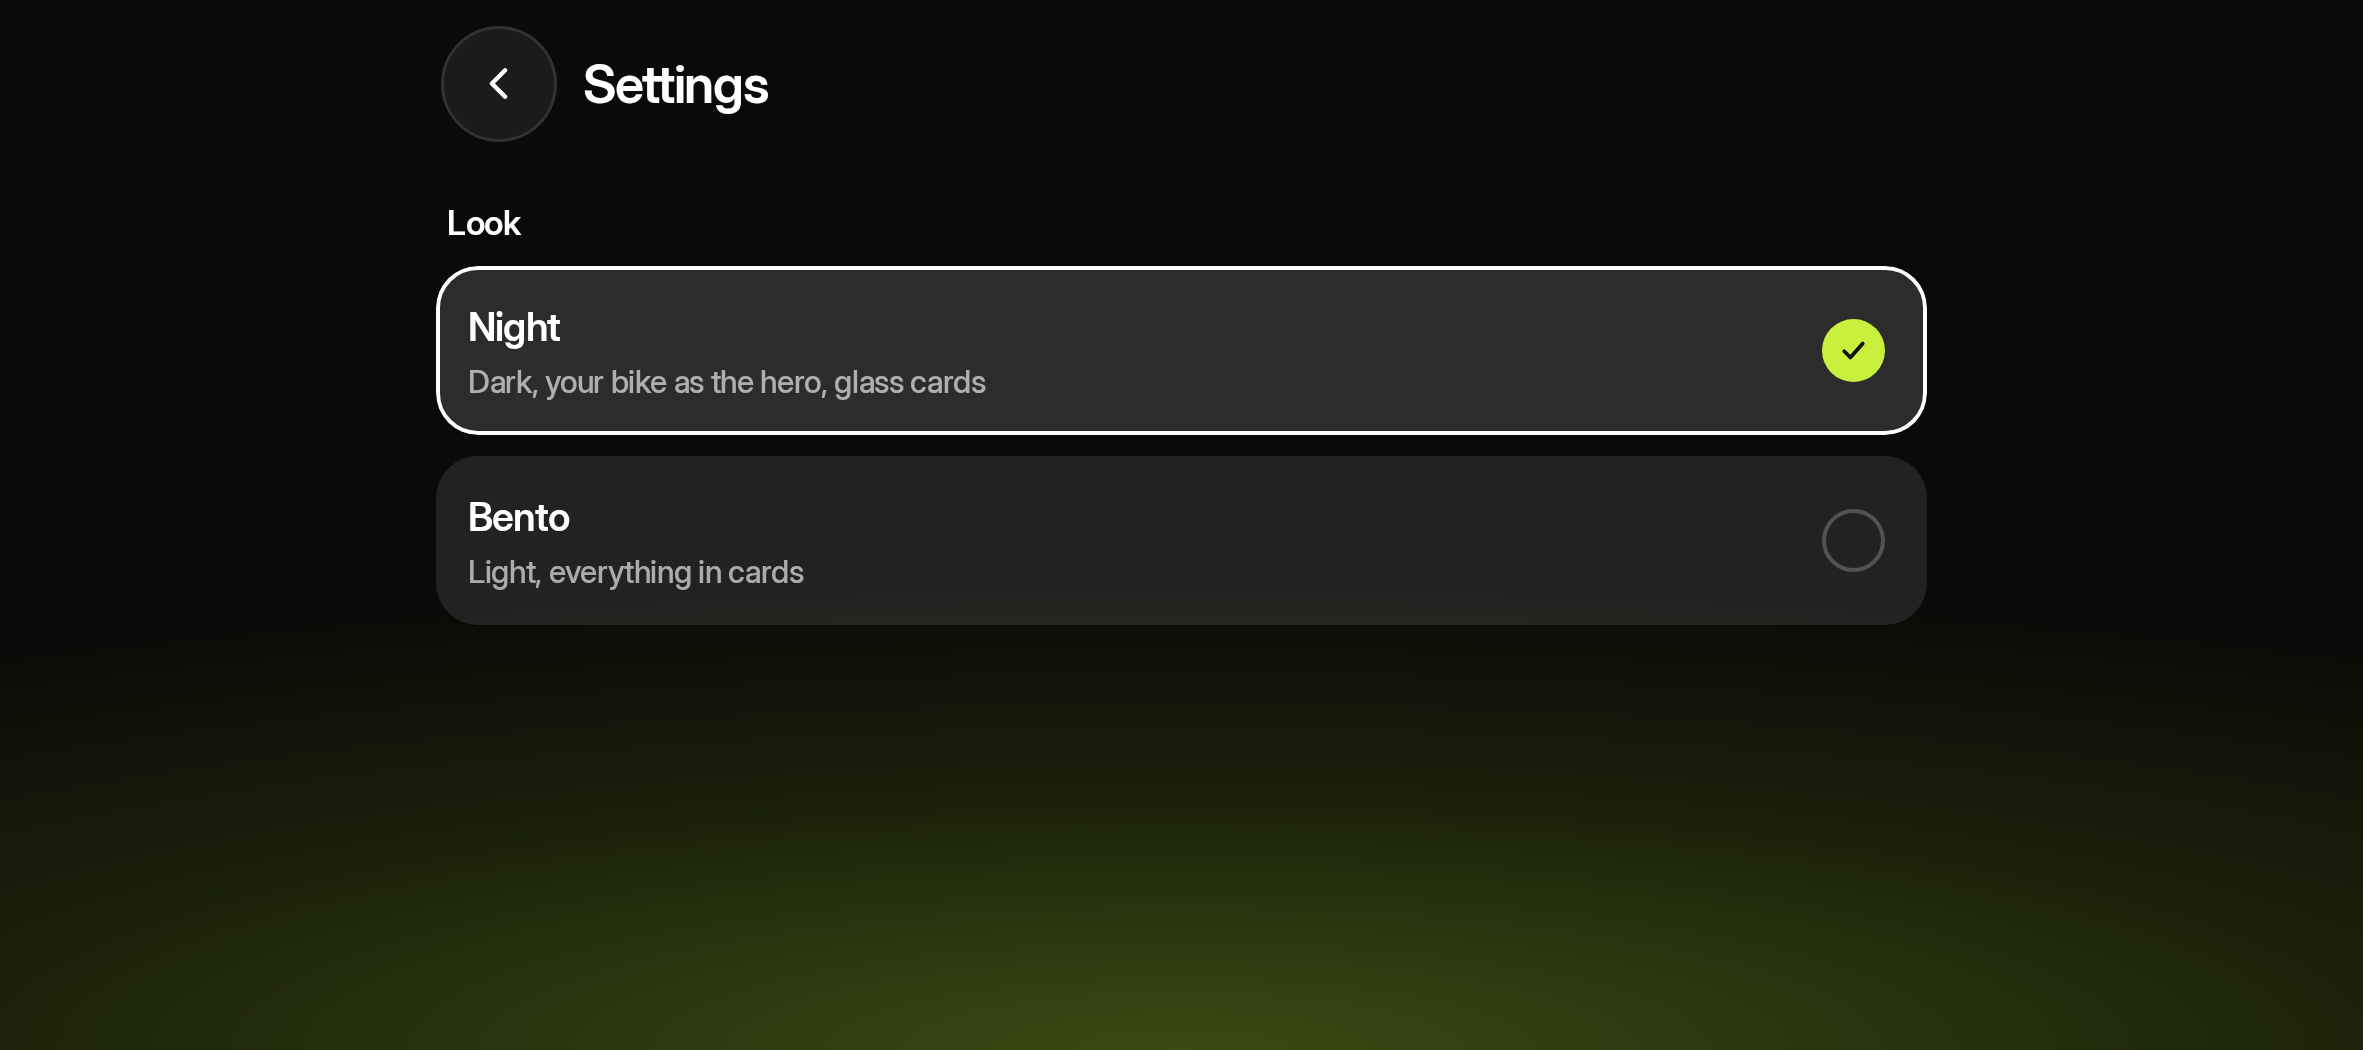 Settings
Look
Night
Dark, your bike as the hero, glass cards
Bento
Light, everything in cards